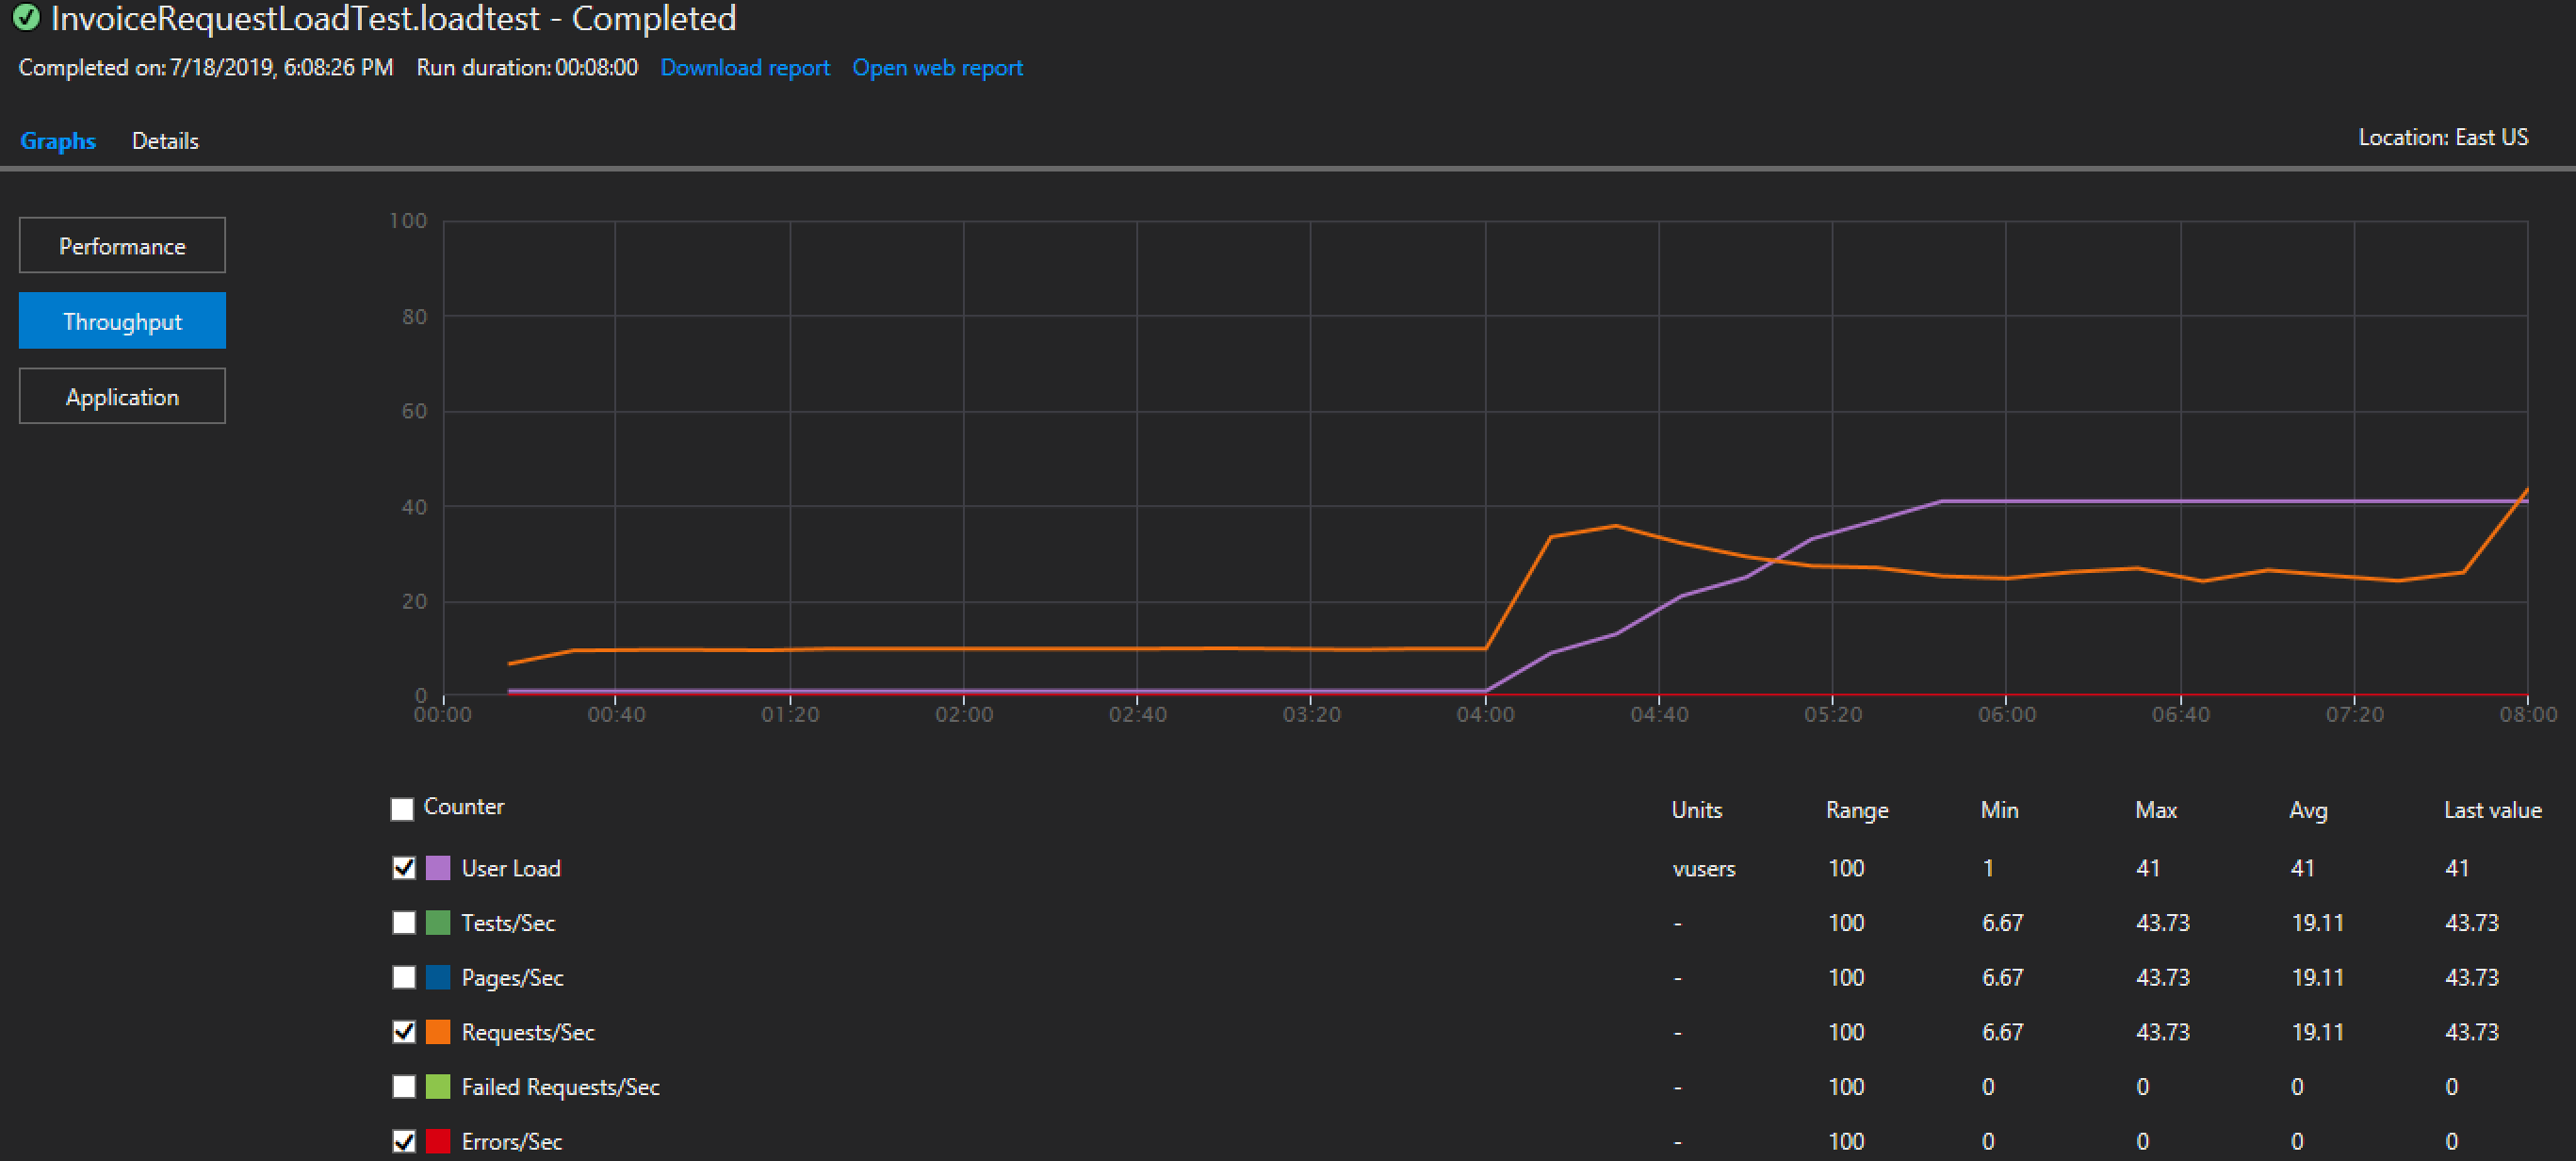 InvoiceRequestLoadTest.loadtest - Completed
Completed on: 7/18/2019, 6:08:26 PM Run duration: 00:08:00 Download report Open web report
Graphs Details Location: East US
Performance
Throughput
Application
100
80
60
40
20
0
00:00 00:40 01:20 02:00 02:40 03:20 04:00 04:40 05:20 06:00 06:40 07:20 08:00
Counter Units Range Min Max Avg Last value
User Load vusers 100 1 41 41 41
Tests/Sec - 100 6.67 43.73 19.11 43.73
Pages/Sec - 100 6.67 43.73 19.11 43.73
Requests/Sec - 100 6.67 43.73 19.11 43.73
Failed Requests/Sec - 100 0 0 0 0
Errors/Sec - 100 0 0 0 0